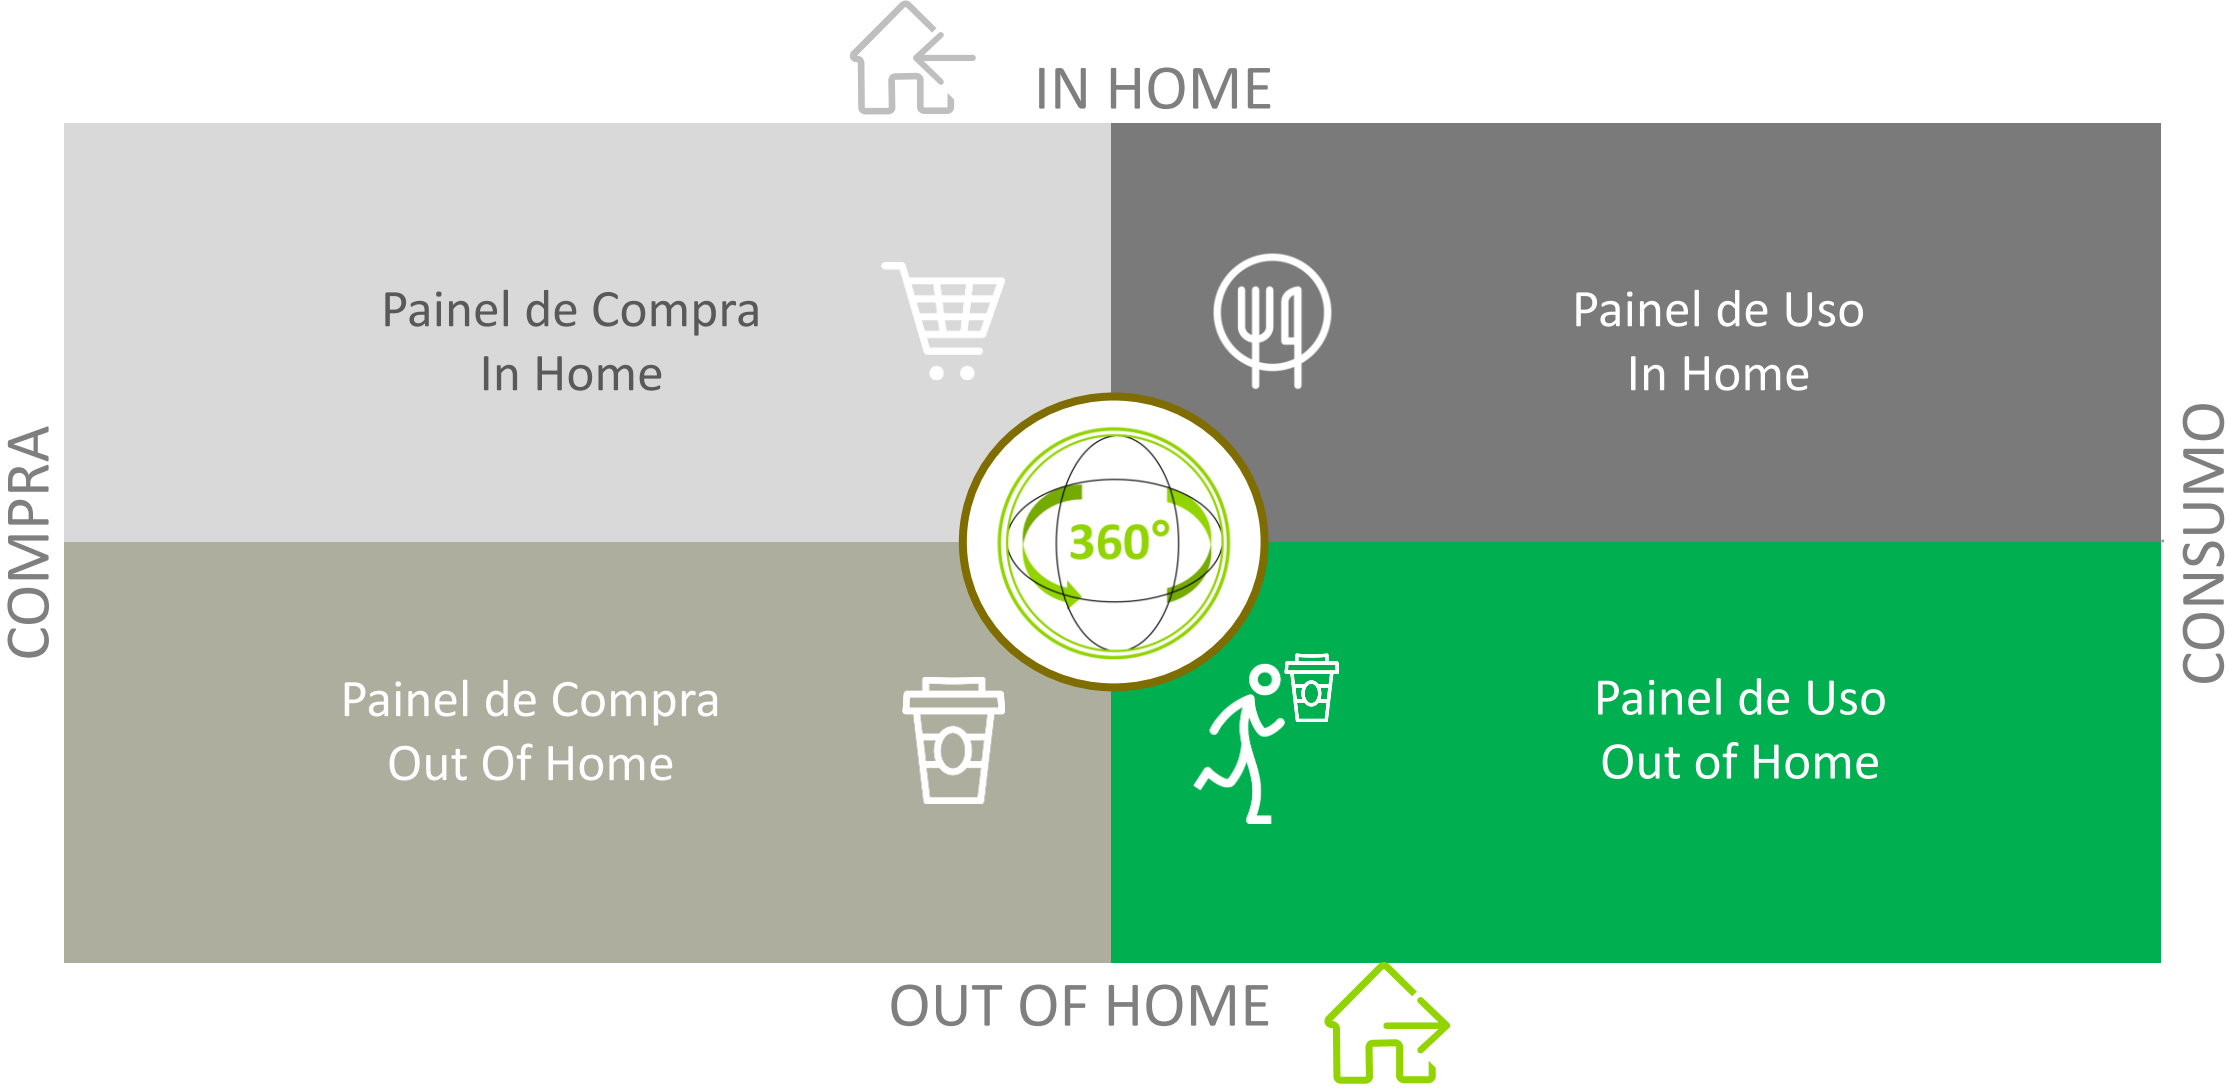 IN HOME
Painel de Compra
In Home
Painel de Uso
In Home
COMPRA
CONSUMO
360°
Painel de Compra
Out Of Home
Painel de Uso
Out of Home
OUT OF HOME